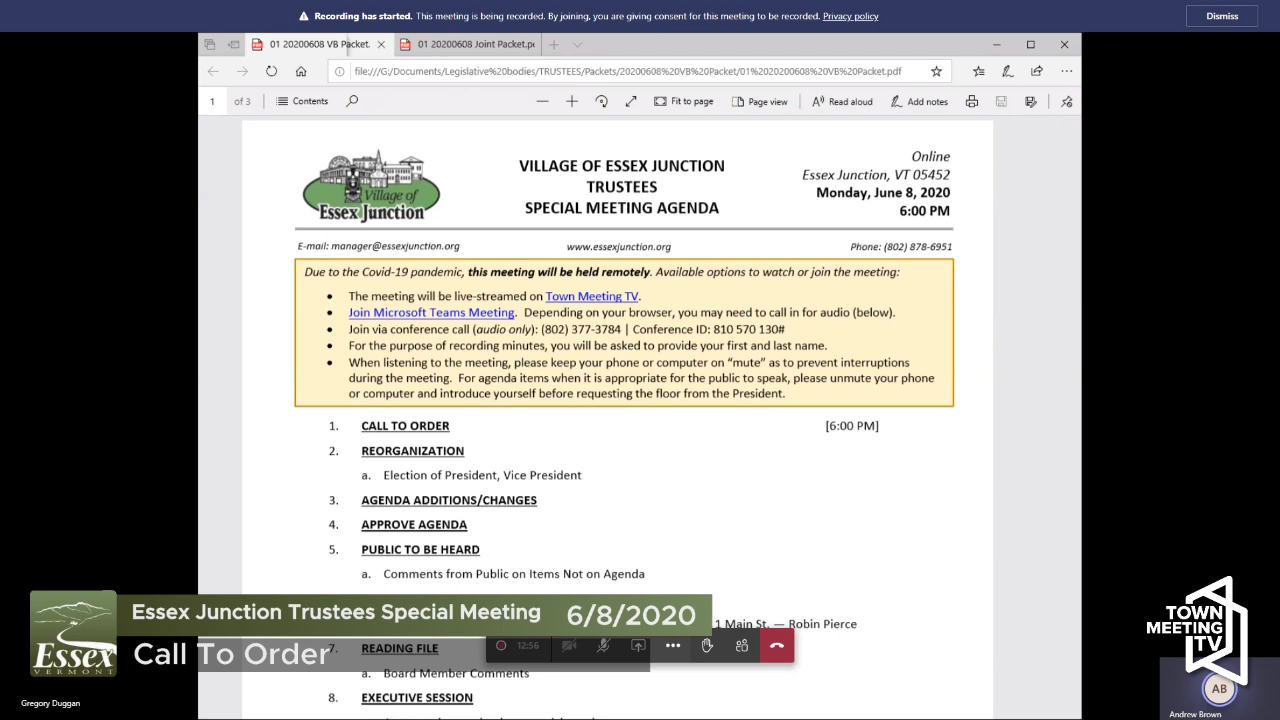 Recording has started. This meeting is being recorded. By joining, you are giving consent for this meeting to be recorded. Privacy policy
Dismiss
01 20200608 VB Packet.
01 20200608 Joint Packet.p
file:///G:/Documents/Legislative%20bodies/TRUSTEES/Packets/20200608%20VB%20Packet/01%2020200608%20VB%20Packet.pdf
1 of 3
Contents
Fit to page
Page view
Read aloud
Add notes
Village of
Essex Junction
VILLAGE OF ESSEX JUNCTION
TRUSTEES
SPECIAL MEETING AGENDA
Online
Essex Junction, VT 05452
Monday, June 8, 2020
6:00 PM
E-mail: manager@essexjunction.org
www.essexjunction.org
Phone: (802) 878-6951
Due to the Covid-19 pandemic, this meeting will be held remotely. Available options to watch or join the meeting:
• The meeting will be live-streamed on Town Meeting TV.
• Join Microsoft Teams Meeting. Depending on your browser, you may need to call in for audio (below).
• Join via conference call (audio only): (802) 377-3784 | Conference ID: 810 570 130#
• For the purpose of recording minutes, you will be asked to provide your first and last name.
• When listening to the meeting, please keep your phone or computer on “mute” as to prevent interruptions
during the meeting. For agenda items when it is appropriate for the public to speak, please unmute your phone
or computer and introduce yourself before requesting the floor from the President.
1. CALL TO ORDER [6:00 PM]
2. REORGANIZATION
a. Election of President, Vice President
3. AGENDA ADDITIONS/CHANGES
4. APPROVE AGENDA
5. PUBLIC TO BE HEARD
a. Comments from Public on Items Not on Agenda
1 Main St. — Robin Pierce
7. READING FILE
a. Board Member Comments
8. EXECUTIVE SESSION
Essex Junction Trustees Special Meeting 6/8/2020
Call To Order
Essex
VERMONT
12:56
TOWN
MEETING
TV
AB
Gregory Duggan
Andrew Brown